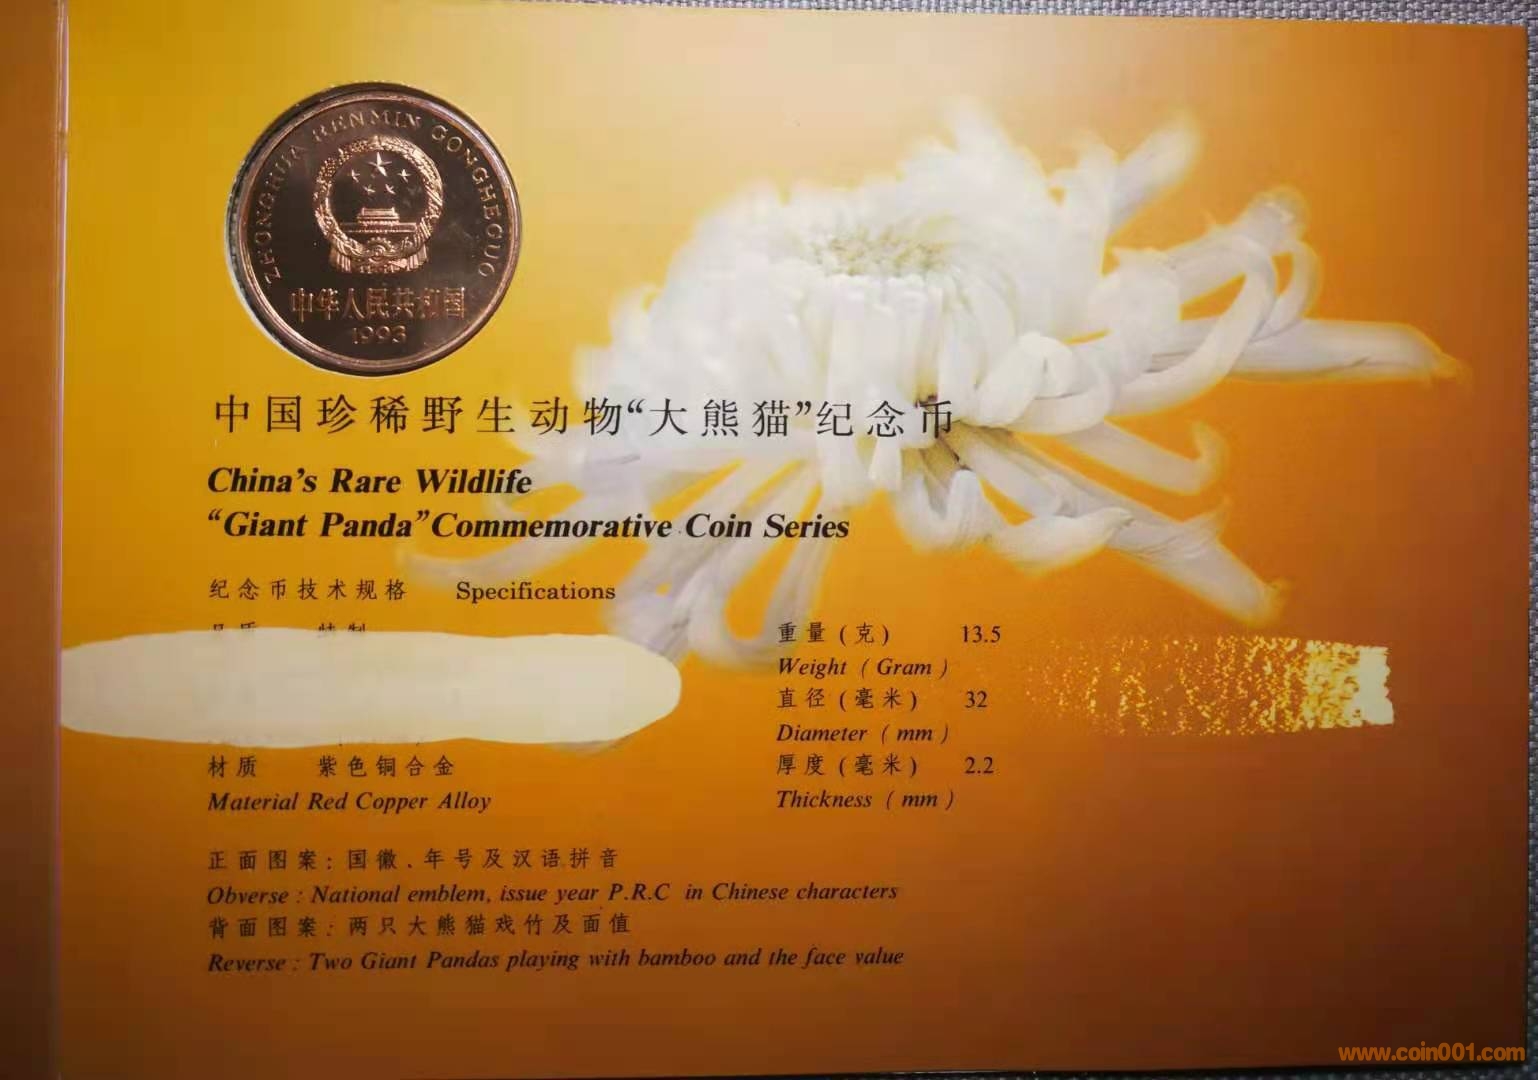 ZHONGHUA RENMIN GONGHEGUO
中华人民共和国
1993
中国珍稀野生动物“大熊猫”纪念币
China's Rare Wildlife
“Giant Panda”Commemorative Coin Series
纪念币技术规格 Specifications
重量(克) 13.5
Weight (Gram)
直径(毫米) 32
Diameter (mm)
材质 紫色铜合金
厚度(毫米) 2.2
Material Red Copper Alloy
Thickness (mm)
正面图案:国徽、年号及汉语拼音
Obverse : National emblem, issue year P.R.C in Chinese characters
背面图案:两只大熊猫戏竹及面值
Reverse : Two Giant Pandas playing with bamboo and the face value
www.coin001.com